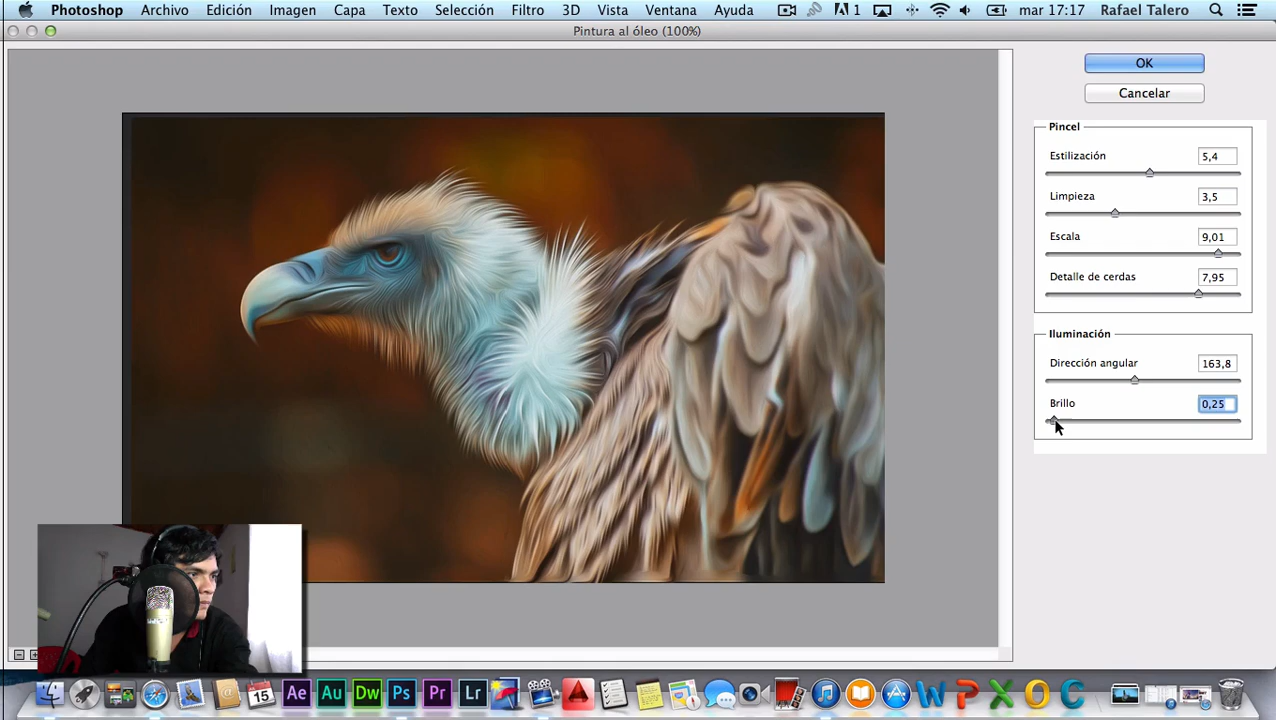 Photoshop Archivo Edición Imagen Capa Texto Selección Filtro 3D Vista Ventana Ayuda 1 mar 17:17 Rafael Talero
Pintura al óleo (100%)
OK
Cancelar
Pincel
Estilización 5,4
Limpieza 3,5
Escala 9,01
Detalle de cerdas 7,95
Iluminación
Dirección angular 163,8
Brillo 0,25
15 Ae Au Dw Ps Pr Lr W P X O C